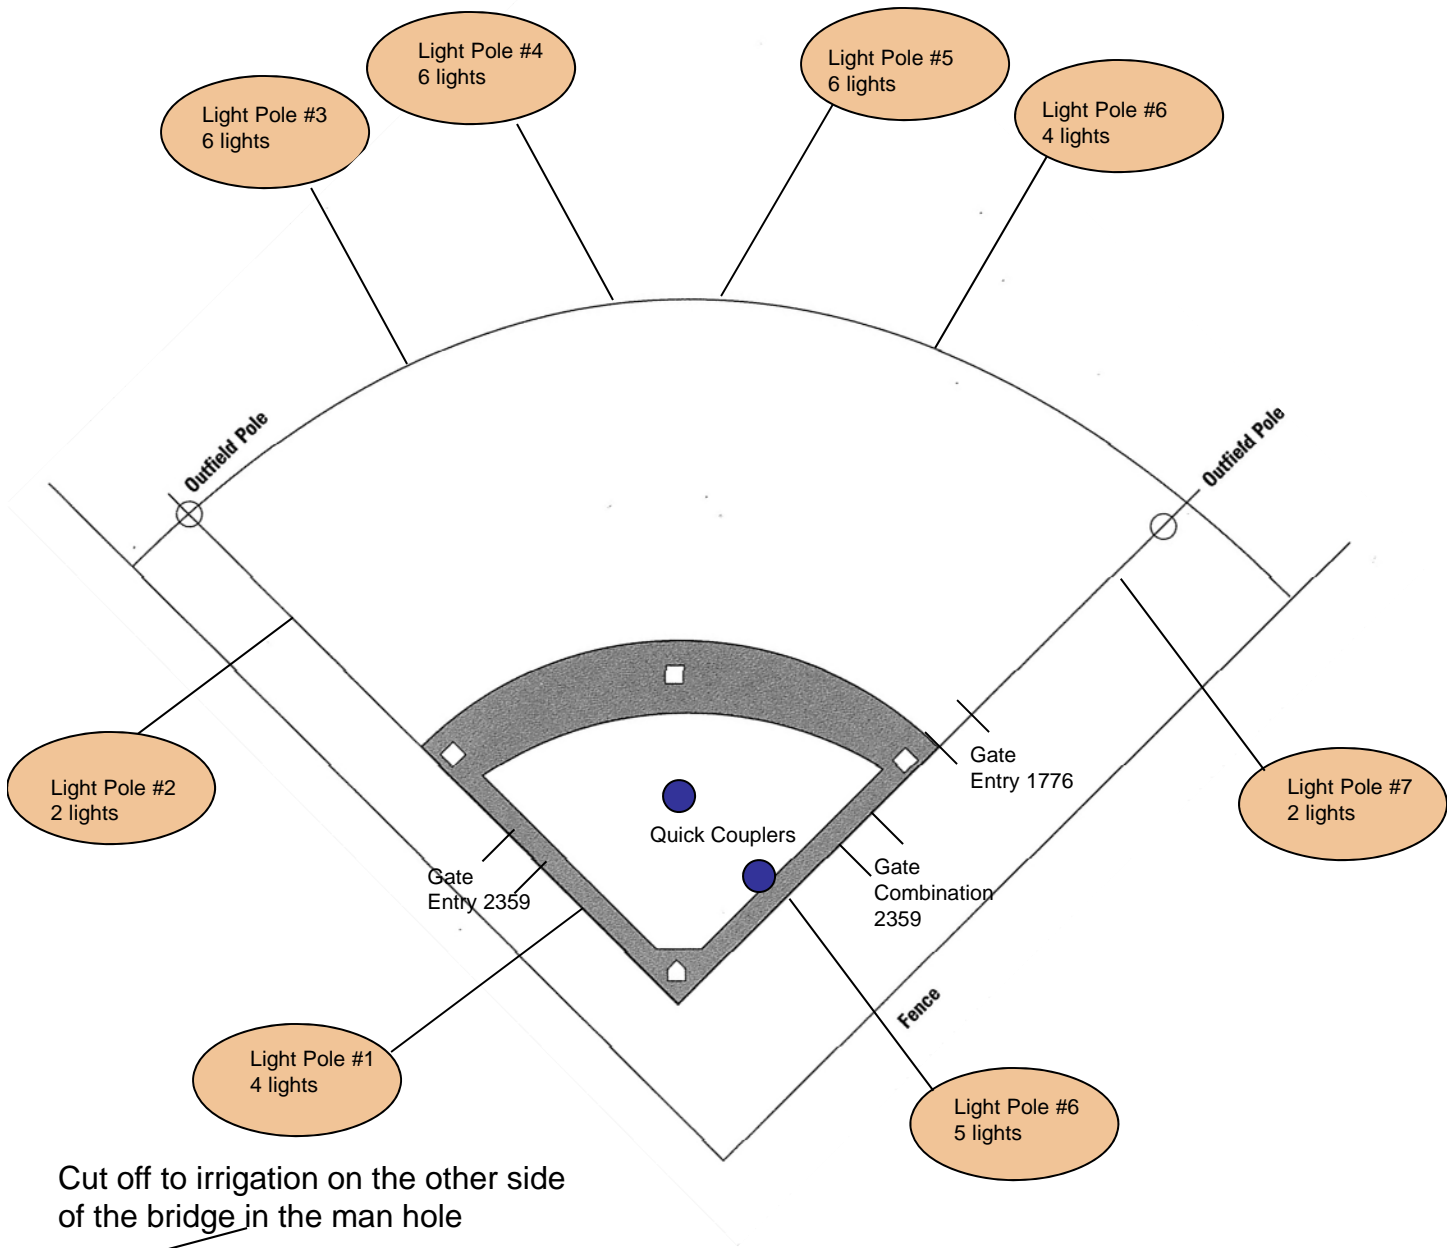 Light Pole #4
6 lights
Light Pole #5
6 lights
Light Pole #3
6 lights
Light Pole #6
4 lights
Outfield Pole
Outfield Pole
Light Pole #2
2 lights
Gate
Entry 1776
Light Pole #7
2 lights
Quick Couplers
Gate
Entry 2359
Gate
Combination
2359
Fence
Light Pole #1
4 lights
Light Pole #6
5 lights
Cut off to irrigation on the other side
of the bridge in the man hole